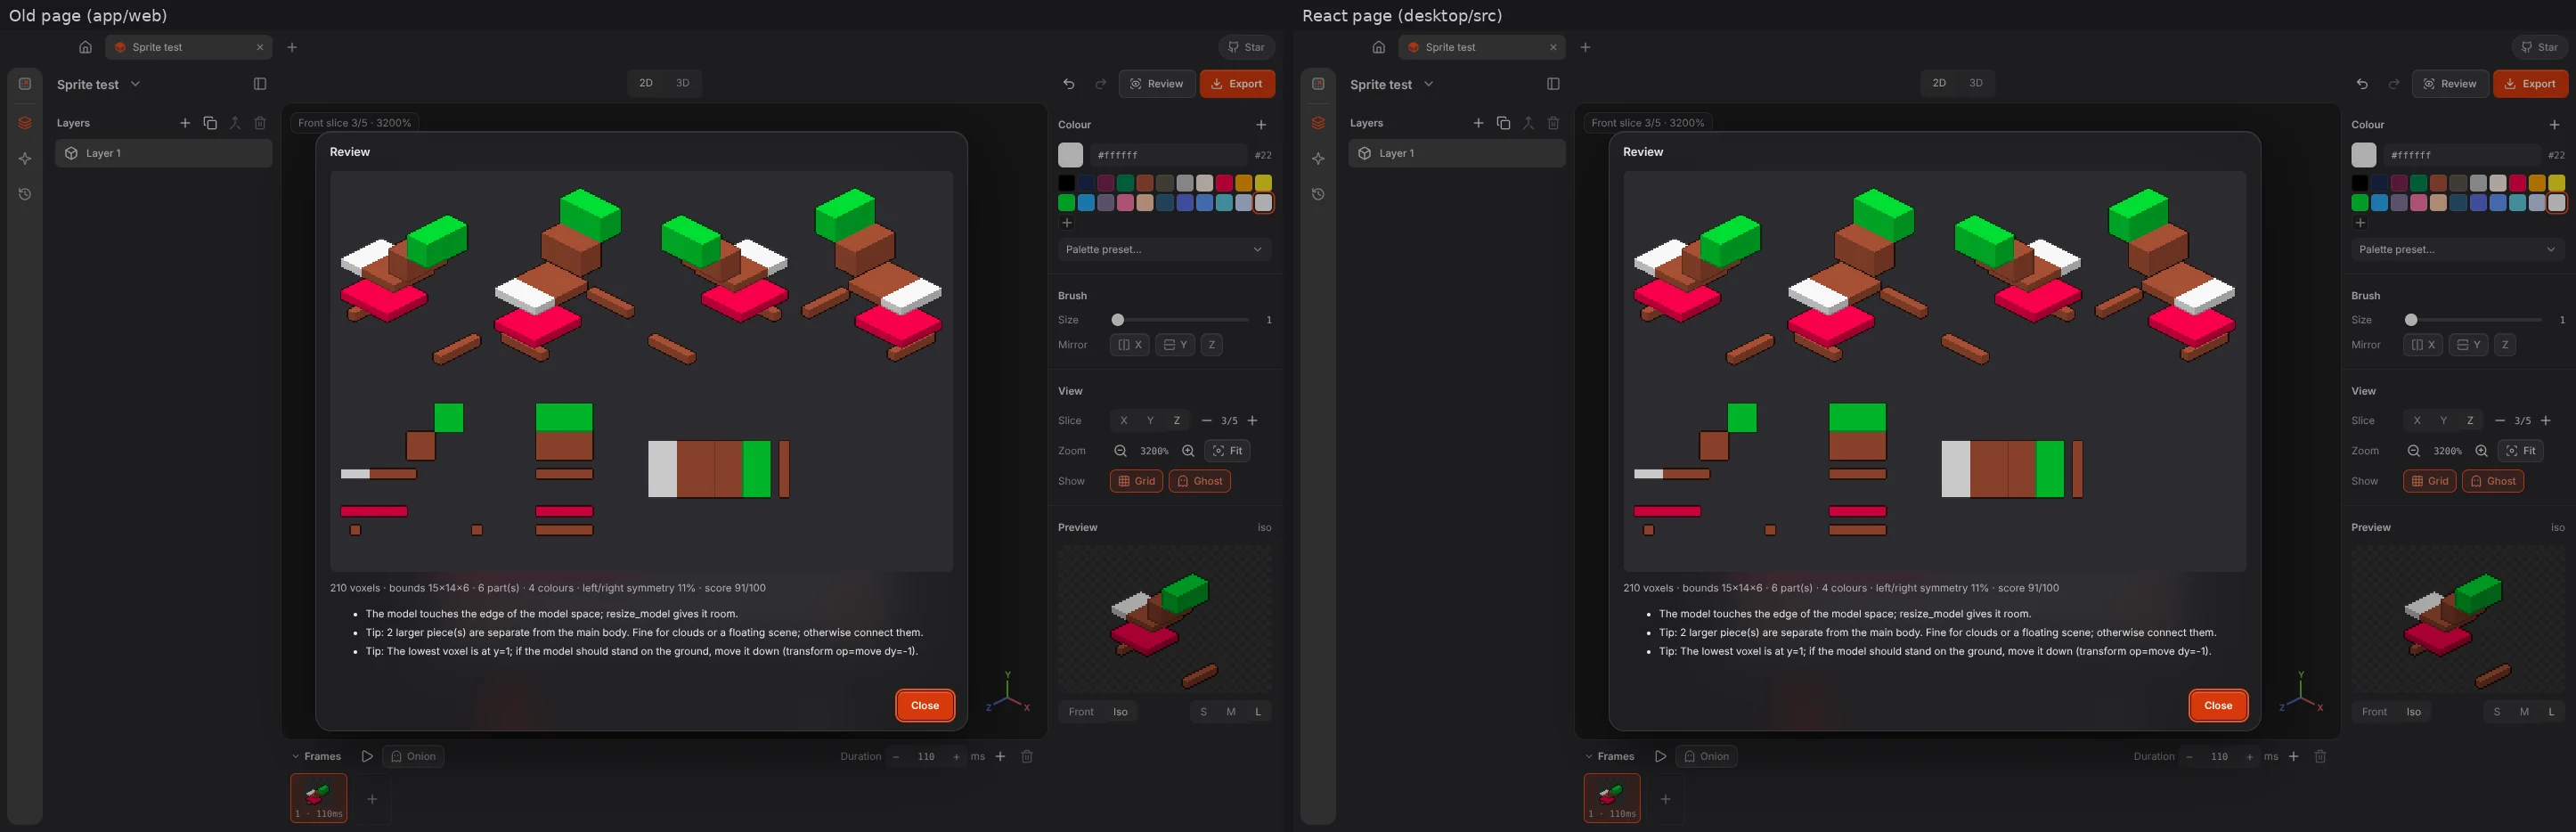 Old page (app/web)
Sprite test
Star
Sprite test
2D 3D
Review
Export
Layers
Layer 1
Front slice 3/5 · 3200%
Review
210 voxels · bounds 15×14×6 · 6 part(s) · 4 colours · left/right symmetry 11% · score 91/100
• The model touches the edge of the model space; resize_model gives it room.
• Tip: 2 larger piece(s) are separate from the main body. Fine for clouds or a floating scene; otherwise connect them.
• Tip: The lowest voxel is at y=1; if the model should stand on the ground, move it down (transform op=move dy=-1).
Close
Y
Z X
Colour
#ffffff #22
Palette preset...
Brush
Size 1
Mirror X Y Z
View
Slice X Y Z 3/5
Zoom 3200% Fit
Show Grid Ghost
Preview iso
Front Iso S M L
Frames Onion Duration 110 ms
1 · 110ms
React page (desktop/src)
Sprite test
Star
Sprite test
2D 3D
Review
Export
Layers
Layer 1
Front slice 3/5 · 3200%
Review
210 voxels · bounds 15×14×6 · 6 part(s) · 4 colours · left/right symmetry 11% · score 91/100
• The model touches the edge of the model space; resize_model gives it room.
• Tip: 2 larger piece(s) are separate from the main body. Fine for clouds or a floating scene; otherwise connect them.
• Tip: The lowest voxel is at y=1; if the model should stand on the ground, move it down (transform op=move dy=-1).
Close
Y
Z X
Colour
#ffffff #22
Palette preset...
Brush
Size 1
Mirror X Y Z
View
Slice X Y Z 3/5
Zoom 3200% Fit
Show Grid Ghost
Preview iso
Front Iso S M L
Frames Onion Duration 110 ms
1 · 110ms